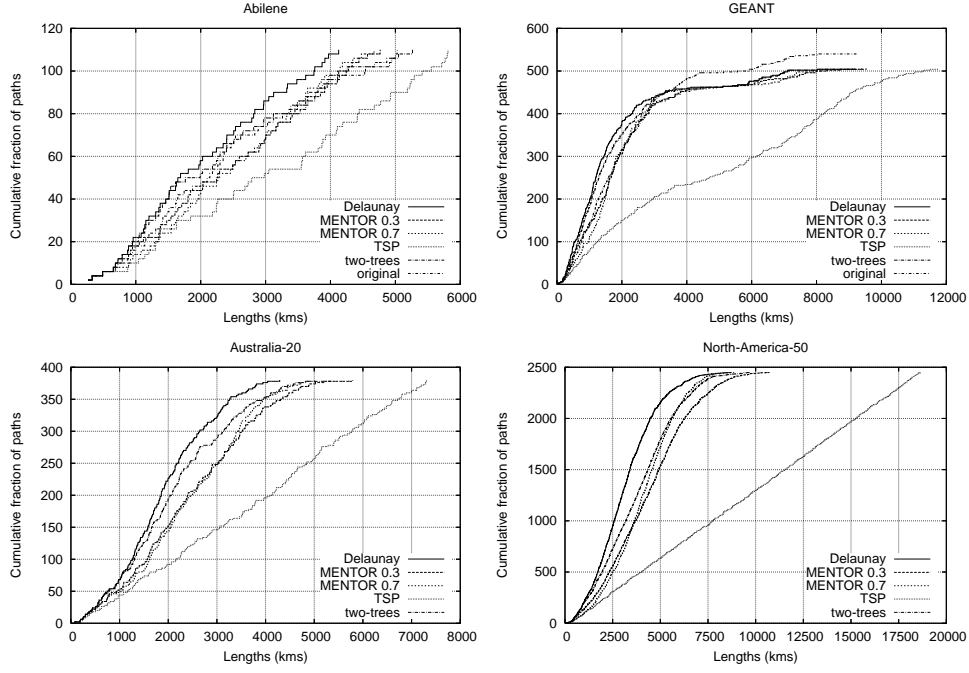 Abilene
Cumulative fraction of paths
120
100
80
60
40
20
0
Delaunay
MENTOR 0.3
MENTOR 0.7
TSP
two-trees
original
0 1000 2000 3000 4000 5000 6000
Lengths (kms)
GEANT
Cumulative fraction of paths
600
500
400
300
200
100
0
Delaunay
MENTOR 0.3
MENTOR 0.7
TSP
two-trees
original
0 2000 4000 6000 8000 10000 12000
Lengths (kms)
Australia-20
Cumulative fraction of paths
400
350
300
250
200
150
100
50
0
Delaunay
MENTOR 0.3
MENTOR 0.7
TSP
two-trees
0 1000 2000 3000 4000 5000 6000 7000 8000
Lengths (kms)
North-America-50
Cumulative fraction of paths
2500
2000
1500
1000
500
0
Delaunay
MENTOR 0.3
MENTOR 0.7
TSP
two-trees
0 2500 5000 7500 10000 12500 15000 17500 20000
Lengths (kms)